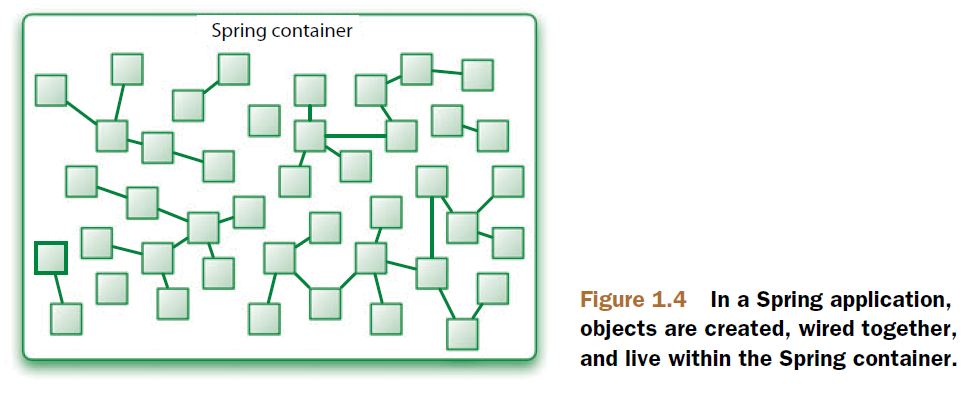 Spring container
Figure 1.4 In a Spring application,
objects are created, wired together,
and live within the Spring container.